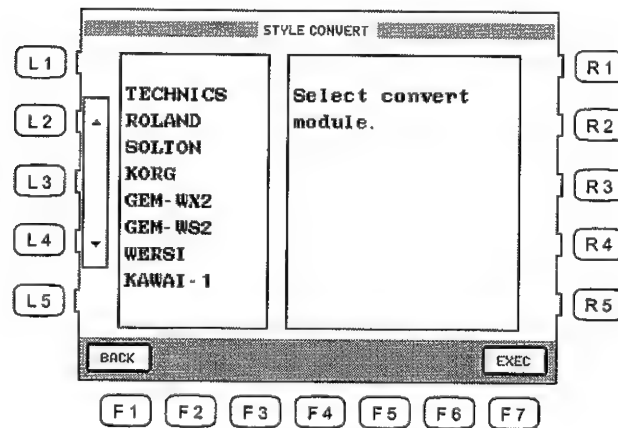 STYLE CONVERT
L1
L2
L3
L4
L5
TECHNICS
ROLAND
SOLTON
KORG
GEM-WX2
GEM-WS2
WERSI
KAWAI-1
Select convert
module.
R1
R2
R3
R4
R5
BACK
EXEC
F1 F2 F3 F4 F5 F6 F7